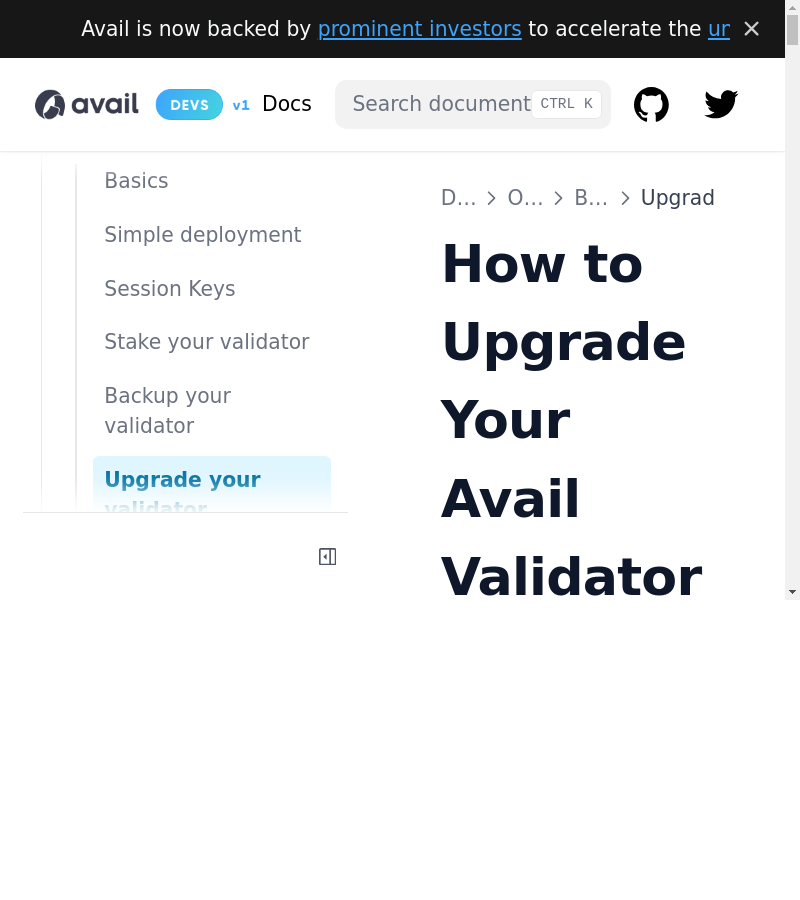 Avail is now backed by prominent investors to accelerate the ur
avail DEVS v1 Docs Search document CTRL K
Basics
Simple deployment
Session Keys
Stake your validator
Backup your
validator
Upgrade your
validator
D… O… B… Upgrad
How to
Upgrade
Your
Avail
Validator